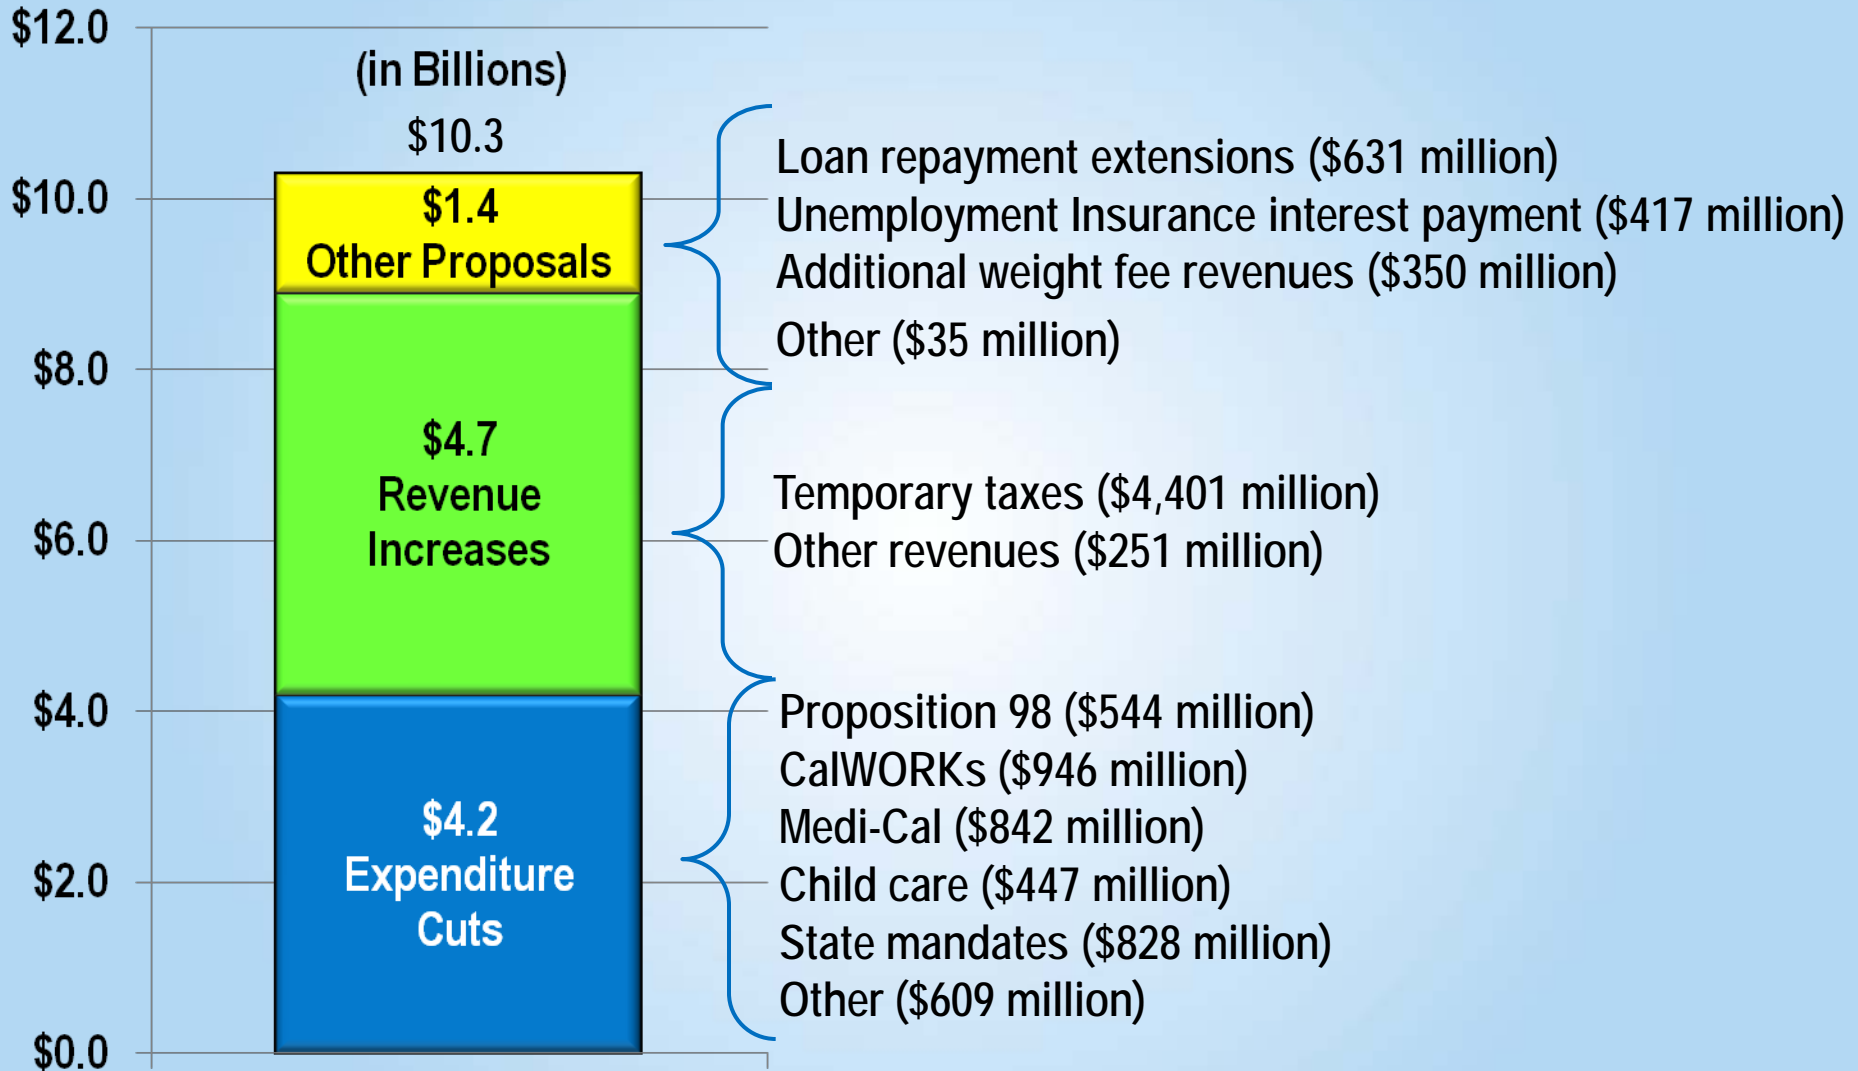 $12.0
(in Billions)
$10.3
$10.0
$1.4
Other Proposals
Loan repayment extensions ($631 million)
Unemployment Insurance interest payment ($417 million)
Additional weight fee revenues ($350 million)
Other ($35 million)
$8.0
$4.7
Revenue
Increases
Temporary taxes ($4,401 million)
Other revenues ($251 million)
$6.0
$4.0
$4.2
Expenditure
Cuts
Proposition 98 ($544 million)
CalWORKs ($946 million)
Medi-Cal ($842 million)
Child care ($447 million)
State mandates ($828 million)
Other ($609 million)
$2.0
$0.0